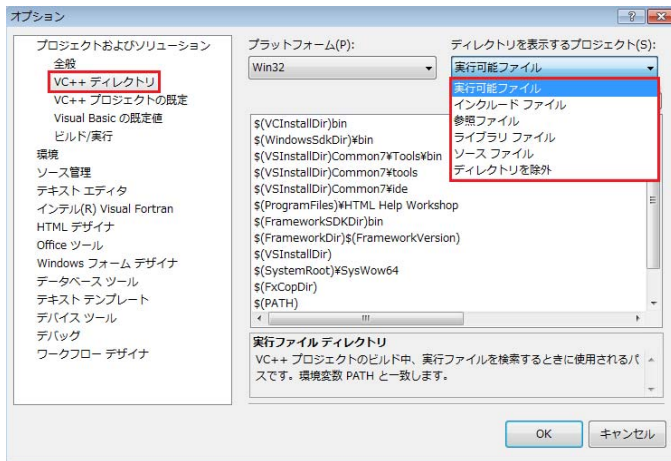 オプション
プロジェクトおよびソリューション
全般
VC++ ディレクトリ
VC++ プロジェクトの既定
Visual Basic の既定値
ビルド/実行
環境
ソース管理
テキスト エディタ
インテル(R) Visual Fortran
HTML デザイナ
Office ツール
Windows フォーム デザイナ
データベース ツール
テキスト テンプレート
デバイス ツール
デバッグ
ワークフロー デザイナ
プラットフォーム(P):
Win32
ディレクトリを表示するプロジェクト(S):
実行可能ファイル
実行可能ファイル
インクルード ファイル
参照ファイル
ライブラリ ファイル
ソース ファイル
ディレクトリを除外
$(VCInstallDir)bin
$(WindowsSdkDir)¥bin
$(VSInstallDir)Common7¥Tools¥bin
$(VSInstallDir)Common7¥tools
$(VSInstallDir)Common7¥ide
$(ProgramFiles)¥HTML Help Workshop
$(FrameworkSDKDir)bin
$(FrameworkDir)$(FrameworkVersion)
$(VSInstallDir)
$(SystemRoot)¥SysWow64
$(FxCopDir)
$(PATH)
実行ファイル ディレクトリ
VC++ プロジェクトのビルド中、実行ファイルを検索するときに使用されるパ
スです。環境変数 PATH と一致します。
OK
キャンセル